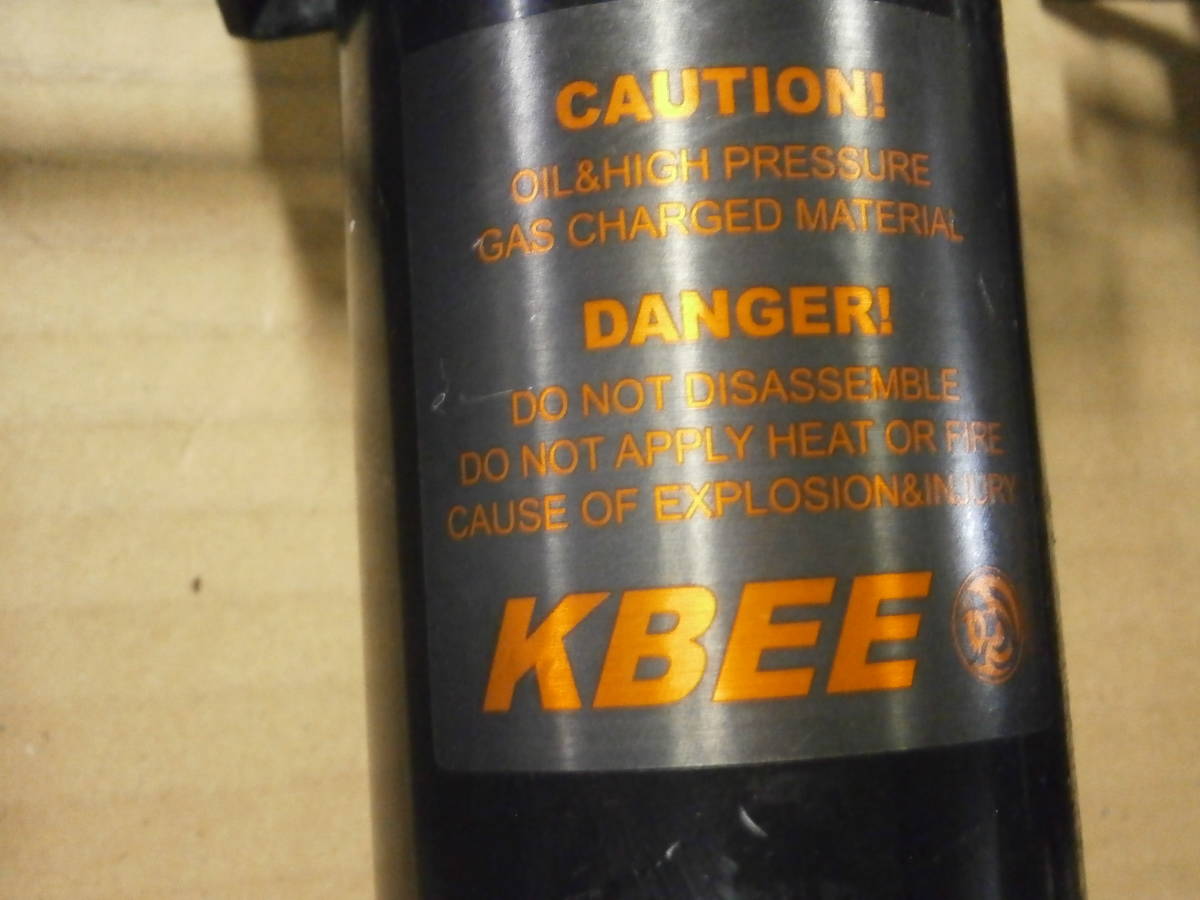 CAUTION!
OIL&HIGH PRESSURE
GAS CHARGED MATERIAL
DANGER!
DO NOT DISASSEMBLE
DO NOT APPLY HEAT OR FIRE
CAUSE OF EXPLOSION&INJURY
KBEE